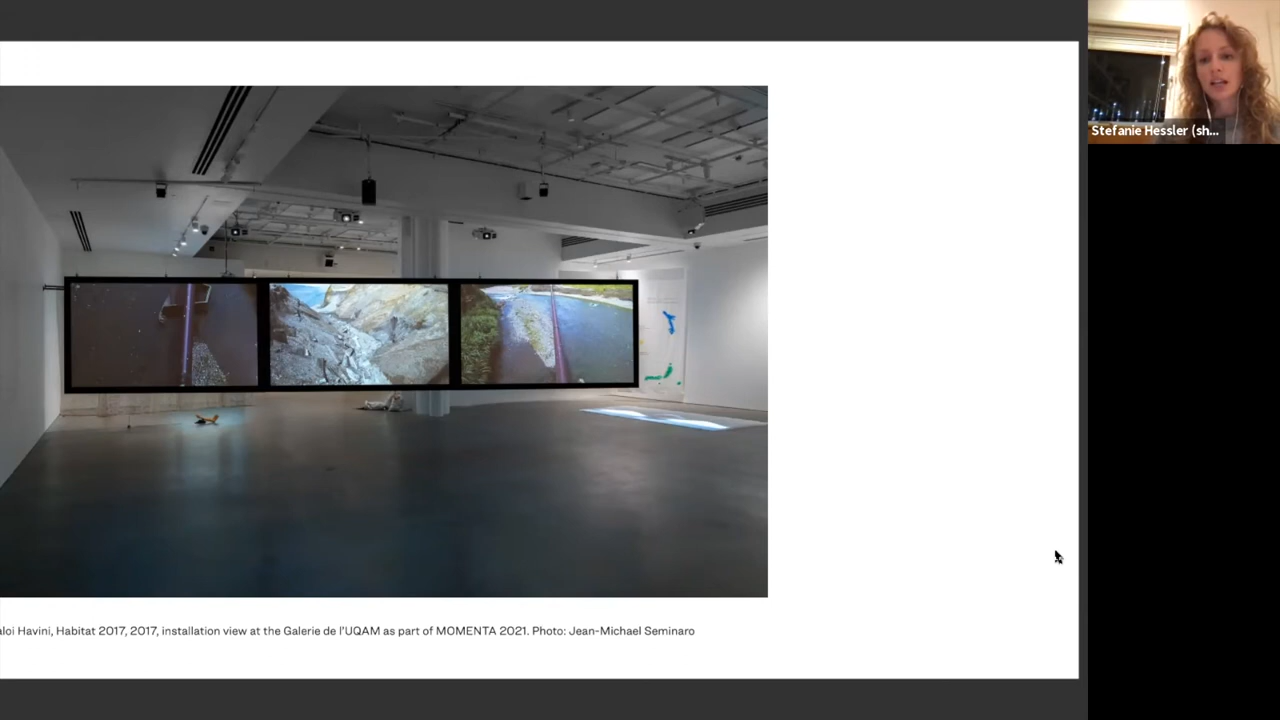 Stefanie Hessler (sh...
aloi Havini, Habitat 2017, 2017, installation view at the Galerie de l'UQAM as part of MOMENTA 2021. Photo: Jean-Michael Seminaro